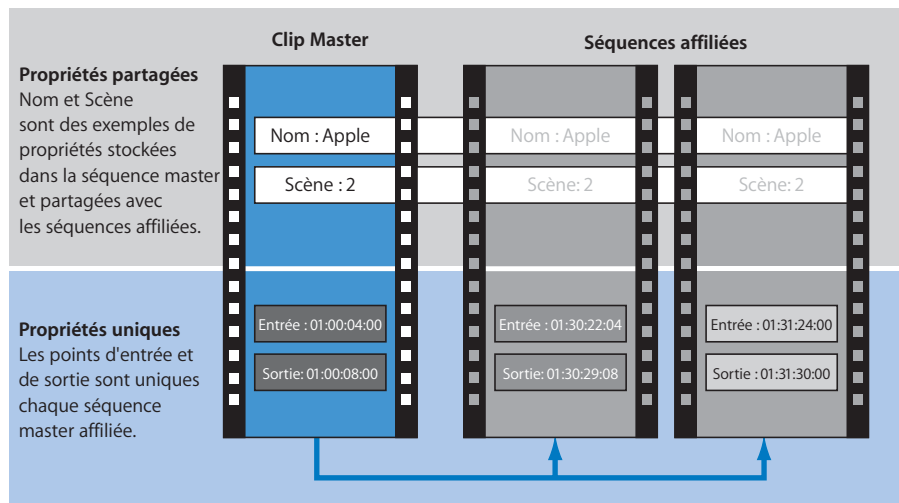 Clip Master
Séquences affiliées
Propriétés partagées
Nom et Scène
sont des exemples de
propriétés stockées
dans la séquence master
et partagées avec
les séquences affiliées.
Nom : Apple
Nom : Apple
Nom : Apple
Scène : 2
Scène: 2
Scène: 2
Propriétés uniques
Les points d'entrée et
de sortie sont uniques
chaque séquence
master affiliée.
Entrée : 01:00:04:00
Entrée : 01:30:22:04
Entrée : 01:31:24:00
Sortie: 01:00:08:00
Sortie: 01:30:29:08
Sortie : 01:31:30:00